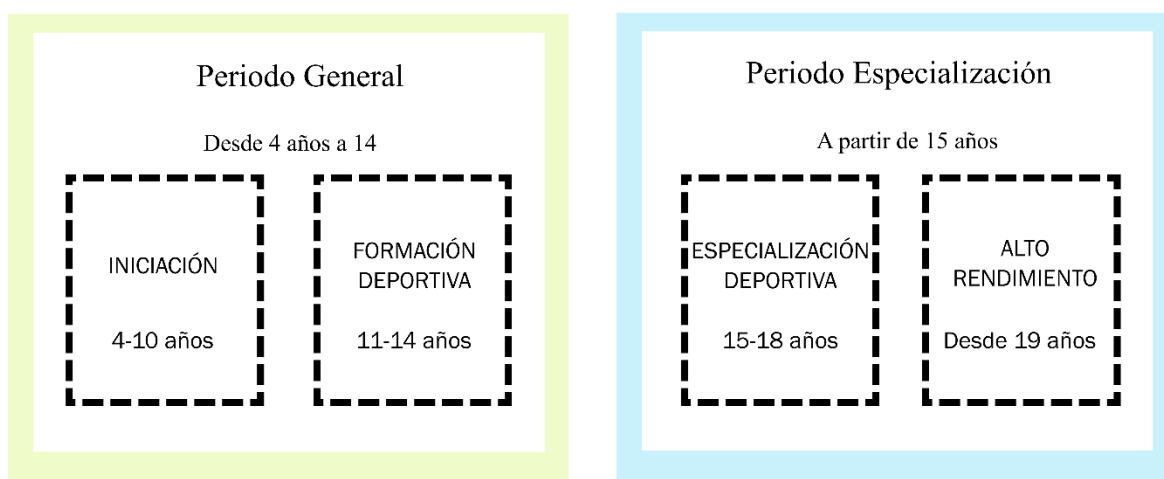 Periodo General
Desde 4 años a 14
INICIACIÓN
4-10 años
FORMACIÓN
DEPORTIVA
11-14 años
Periodo Especialización
A partir de 15 años
ESPECIALIZACIÓN
DEPORTIVA
15-18 años
ALTO
RENDIMIENTO
Desde 19 años